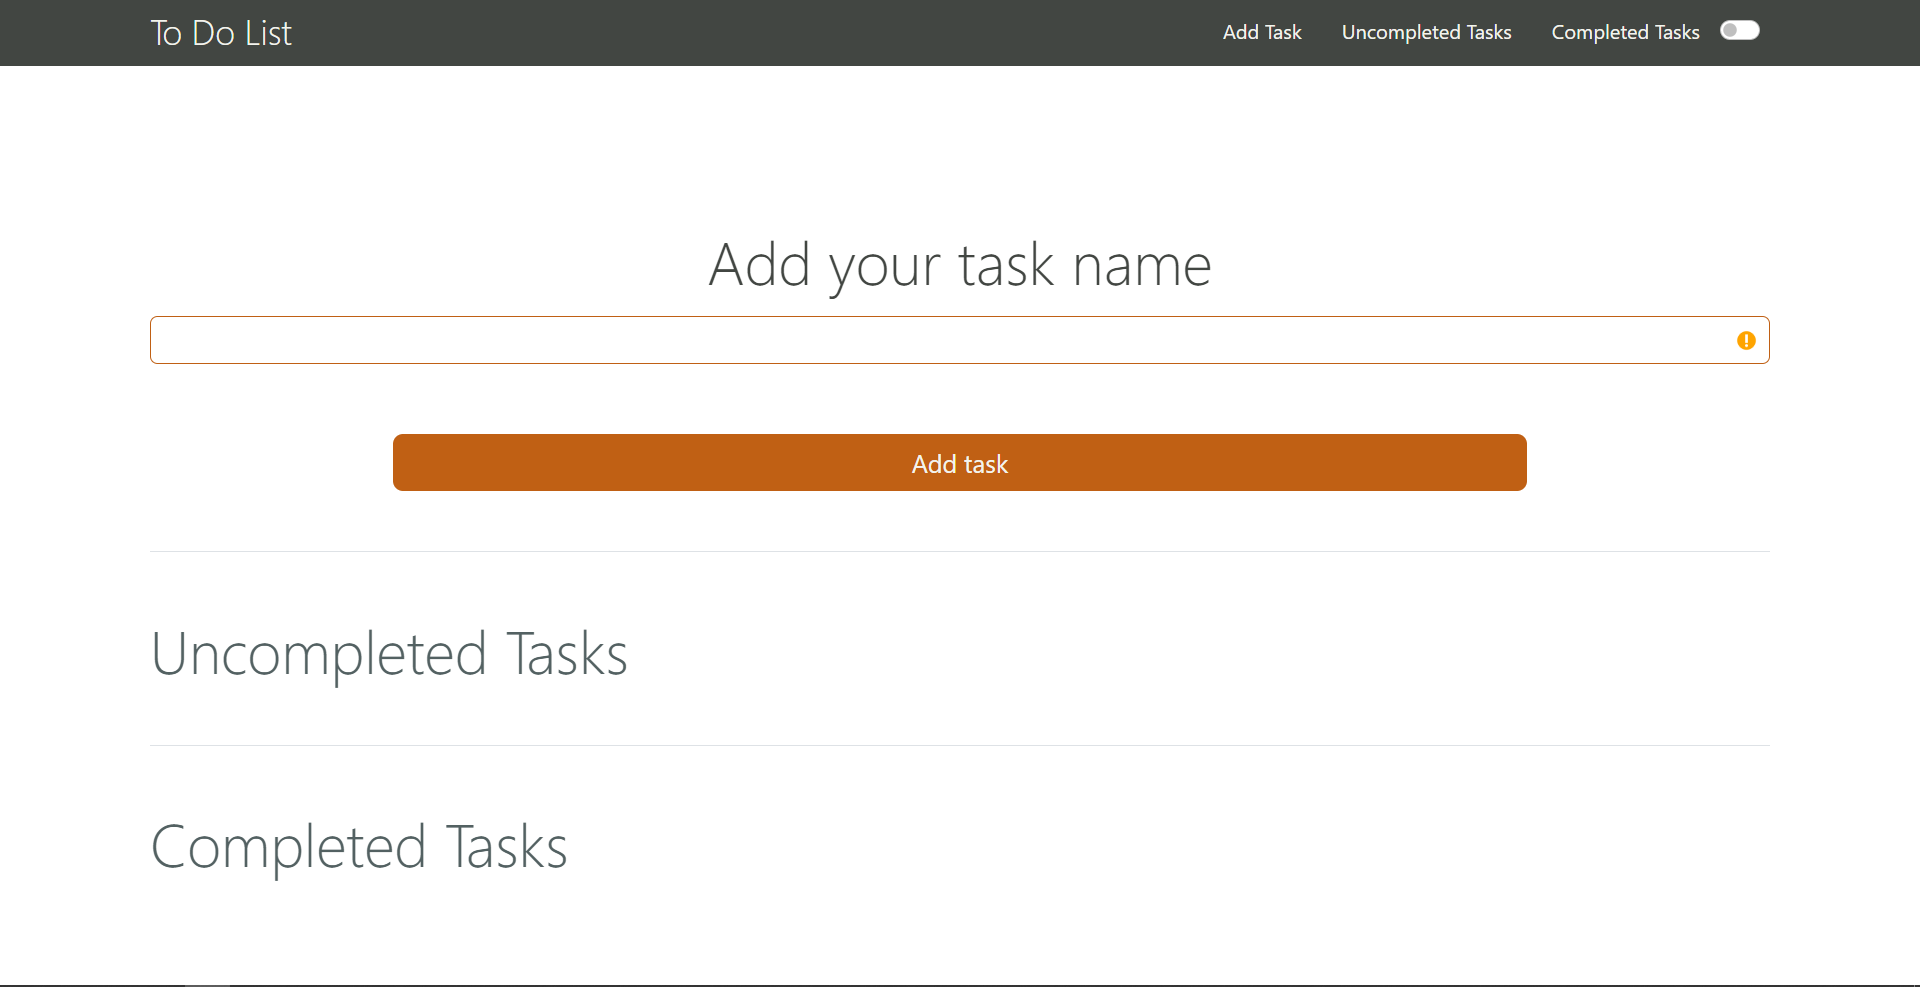 To Do List
Add Task
Uncompleted Tasks
Completed Tasks
Add your task name
Add task
Uncompleted Tasks
Completed Tasks